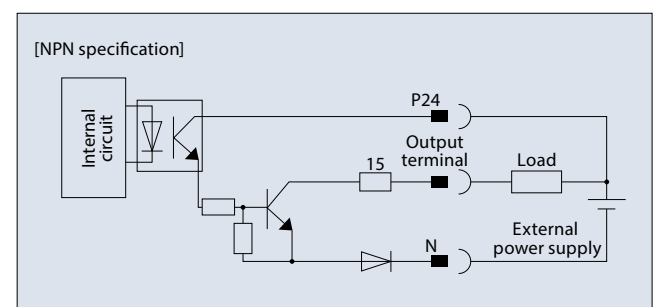 [NPN specification]
Internal
circuit
P24
Output
terminal
15
Load
N
External
power supply